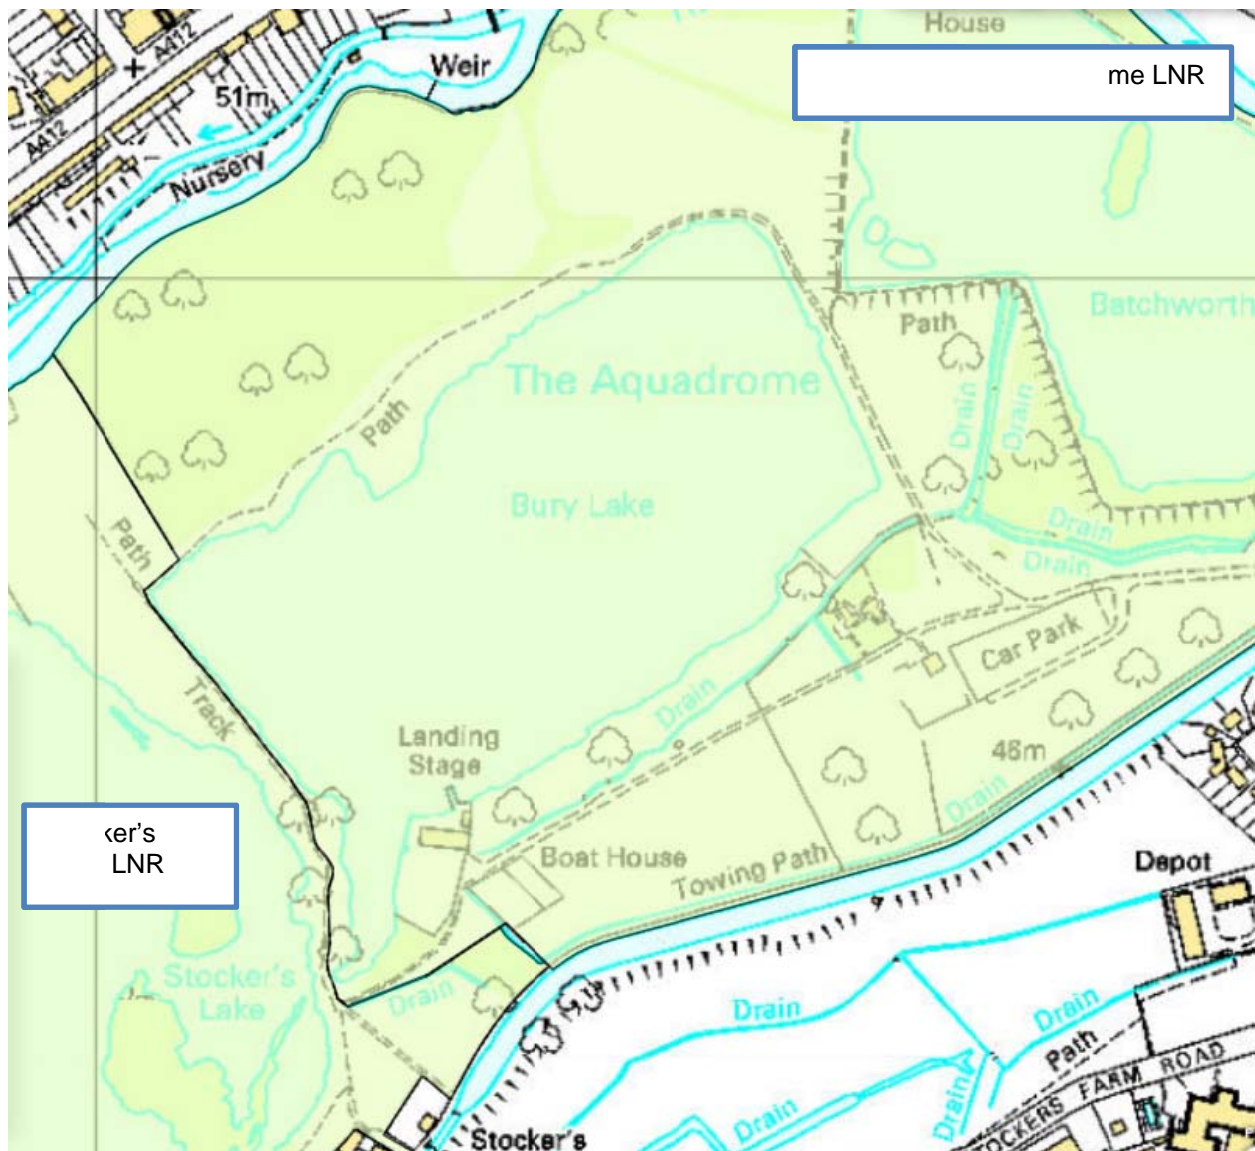 House
me LNR
Weir
A412
51m
A412
Nursery
Batchworth
Path
The Aquadrome
Drain
Drain
Path
Bury Lake
Drain
Drain
Path
Car Park
Track
Drain
Landing
Stage
46m
Drain
ker's
LNR
Boat House
Towing Path
Depot
Stocker's
Lake
Drain
Drain
Drain
Path
STOCKERS FARM ROAD
Drain
Drain
Stocker's